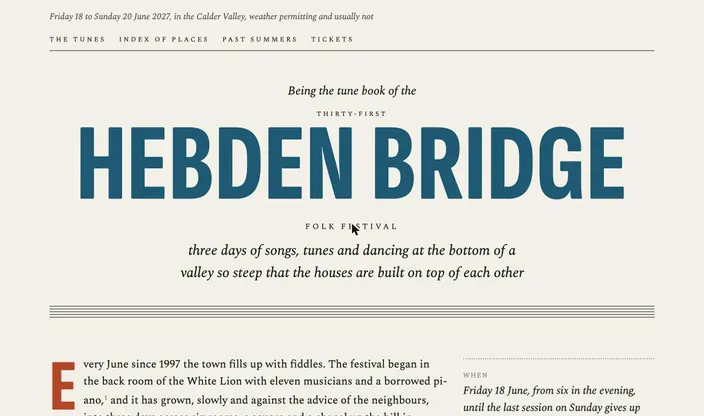 Friday 18 to Sunday 20 June 2027, in the Calder Valley, weather permitting and usually not
THE TUNES INDEX OF PLACES PAST SUMMERS TICKETS
Being the tune book of the
THIRTY-FIRST
HEBDEN BRIDGE
FOLK FESTIVAL
three days of songs, tunes and dancing at the bottom of a
valley so steep that the houses are built on top of each other
Every June since 1997 the town fills up with fiddles. The festival began in
the back room of the White Lion with eleven musicians and a borrowed pi-
ano,¹ and it has grown, slowly and against the advice of the neighbours,
WHEN
Friday 18 June, from six in the evening,
until the last session on Sunday gives up